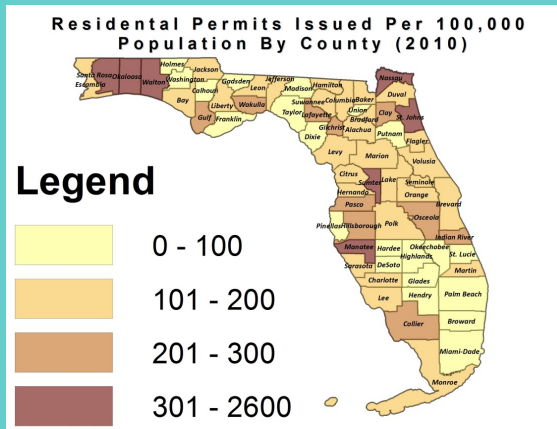 Residental Permits Issued Per 100,000
Population By County (2010)
Holmes
Jackson
Santa Rosa Okaloosa Walton Washington Gadsden Jefferson Madison Hamilton Nassau
Escambia
Calhoun Leon Suwannee Columbia Baker Duval
Bay Liberty Wakulla Taylor Lafayette Union Clay St. Johns
Gulf Franklin Gilchrist Bradford
Dixie Alachua Putnam
Flagler
Levy Marion Volusia
Citrus Lake Seminole
Sumter
Hernando Orange Brevard
Pasco Osceola
Pinellas Hillsborough Polk Indian River
Manatee Hardee Okeechobee
Highlands St. Lucie
Sarasota DeSoto Martin
Charlotte Glades
Lee Hendry Palm Beach
Collier Broward
Miami-Dade
Monroe
Legend
0 - 100
101 - 200
201 - 300
301 - 2600